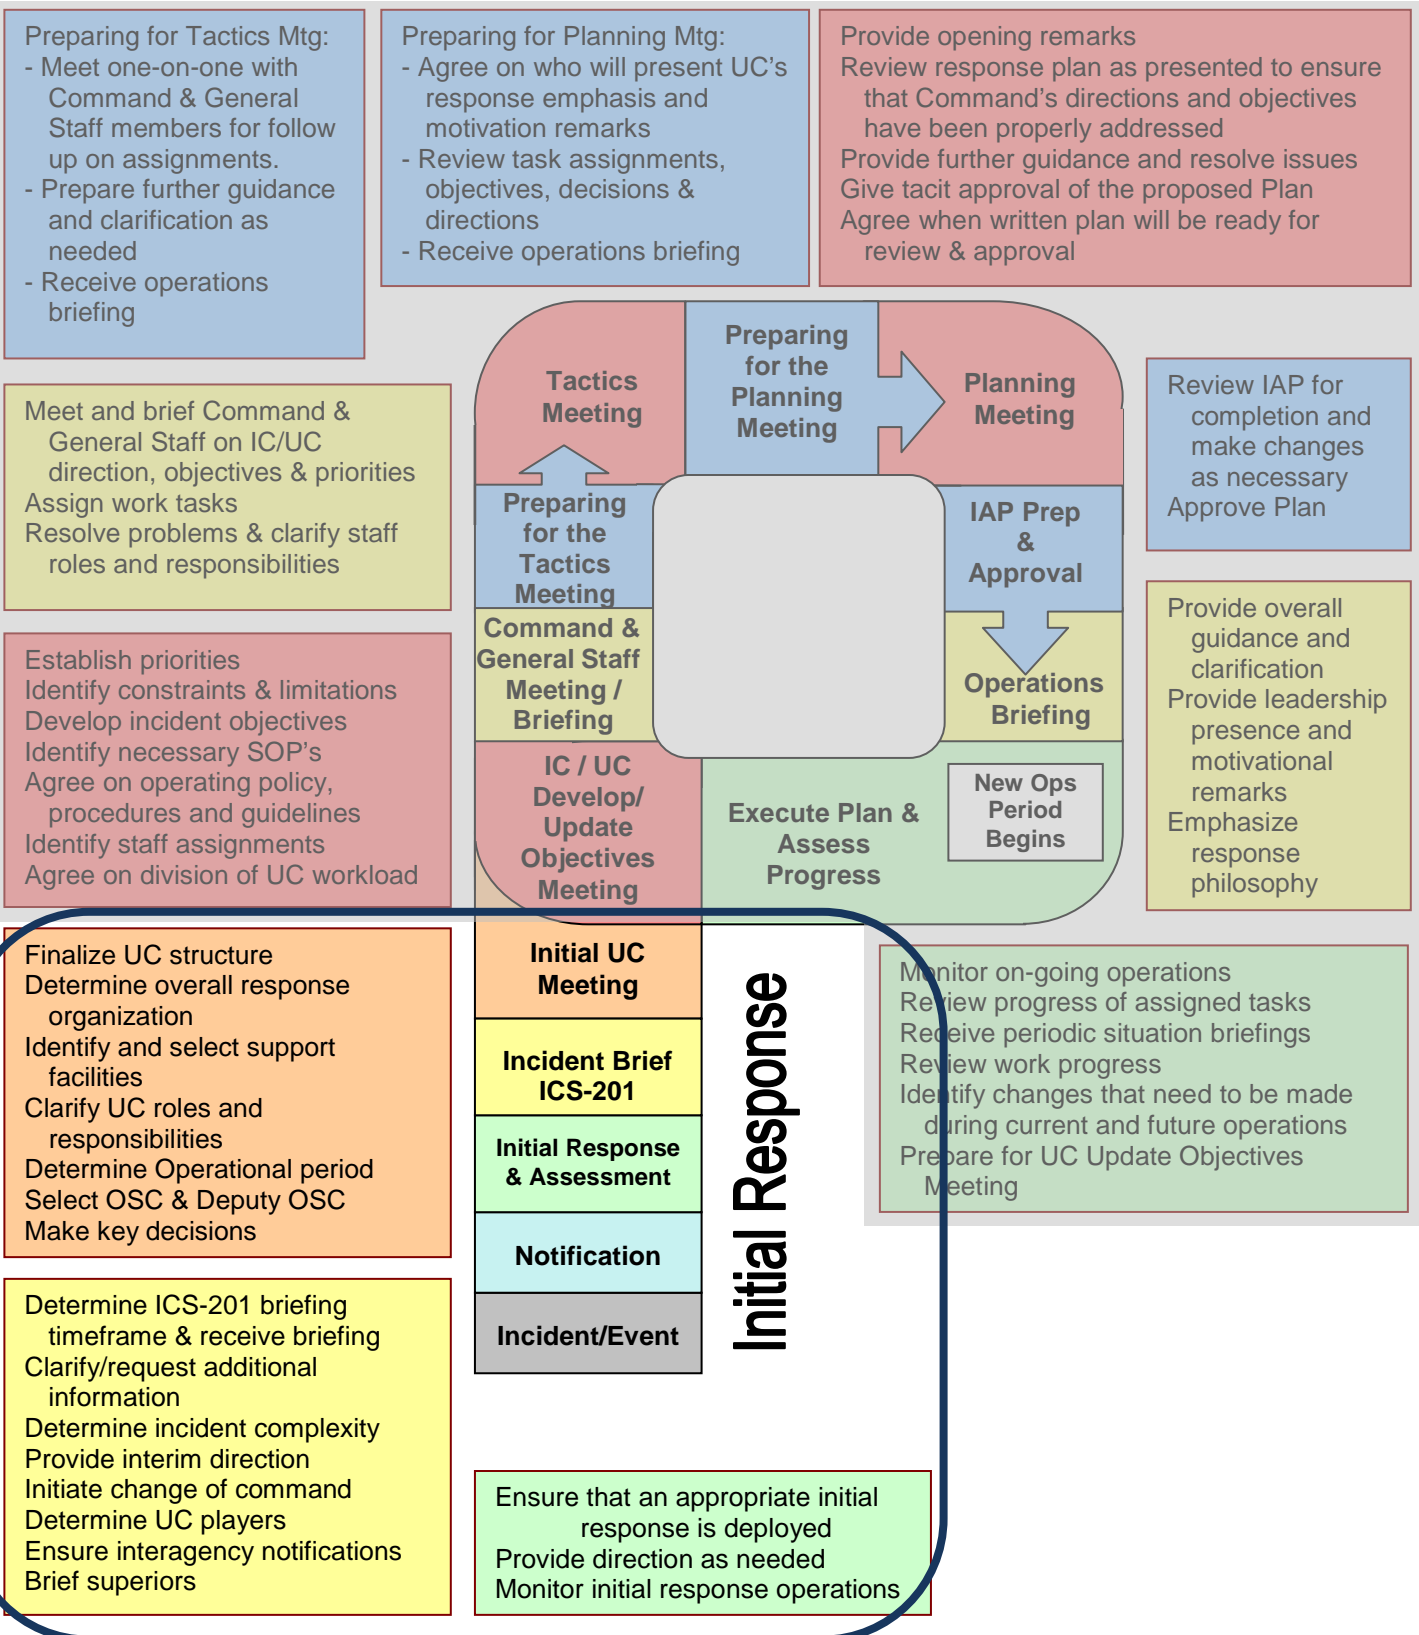 Preparing for Tactics Mtg:
- Meet one-on-one with
Command & General
Staff members for follow
up on assignments.
- Prepare further guidance
and clarification as
needed
- Receive operations
briefing
Preparing for Planning Mtg:
- Agree on who will present UC's
response emphasis and
motivation remarks
- Review task assignments,
objectives, decisions &
directions
- Receive operations briefing
Provide opening remarks
Review response plan as presented to ensure
that Command's directions and objectives
have been properly addressed
Provide further guidance and resolve issues
Give tacit approval of the proposed Plan
Agree when written plan will be ready for
review & approval
Meet and brief Command &
General Staff on IC/UC
direction, objectives & priorities
Assign work tasks
Resolve problems & clarify staff
roles and responsibilities
Tactics
Meeting
Preparing
for the
Planning
Meeting
Planning
Meeting
Review IAP for
completion and
make changes
as necessary
Approve Plan
Preparing
for the
Tactics
Meeting
IAP Prep
&
Approval
Command &
General Staff
Meeting /
Briefing
Operations
Briefing
Provide overall
guidance and
clarification
Provide leadership
presence and
motivational
remarks
Emphasize
response
philosophy
Establish priorities
Identify constraints & limitations
Develop incident objectives
Identify necessary SOP's
Agree on operating policy,
procedures and guidelines
Identify staff assignments
Agree on division of UC workload
IC / UC
Develop/
Update
Objectives
Meeting
Execute Plan &
Assess
Progress
New Ops
Period
Begins
Finalize UC structure
Determine overall response
organization
Identify and select support
facilities
Clarify UC roles and
responsibilities
Determine Operational period
Select OSC & Deputy OSC
Make key decisions
Initial UC
Meeting
Incident Brief
ICS-201
Initial Response
& Assessment
Notification
Incident/Event
Initial Response
Monitor on-going operations
Review progress of assigned tasks
Receive periodic situation briefings
Review work progress
Identify changes that need to be made
during current and future operations
Prepare for UC Update Objectives
Meeting
Determine ICS-201 briefing
timeframe & receive briefing
Clarify/request additional
information
Determine incident complexity
Provide interim direction
Initiate change of command
Determine UC players
Ensure interagency notifications
Brief superiors
Ensure that an appropriate initial
response is deployed
Provide direction as needed
Monitor initial response operations